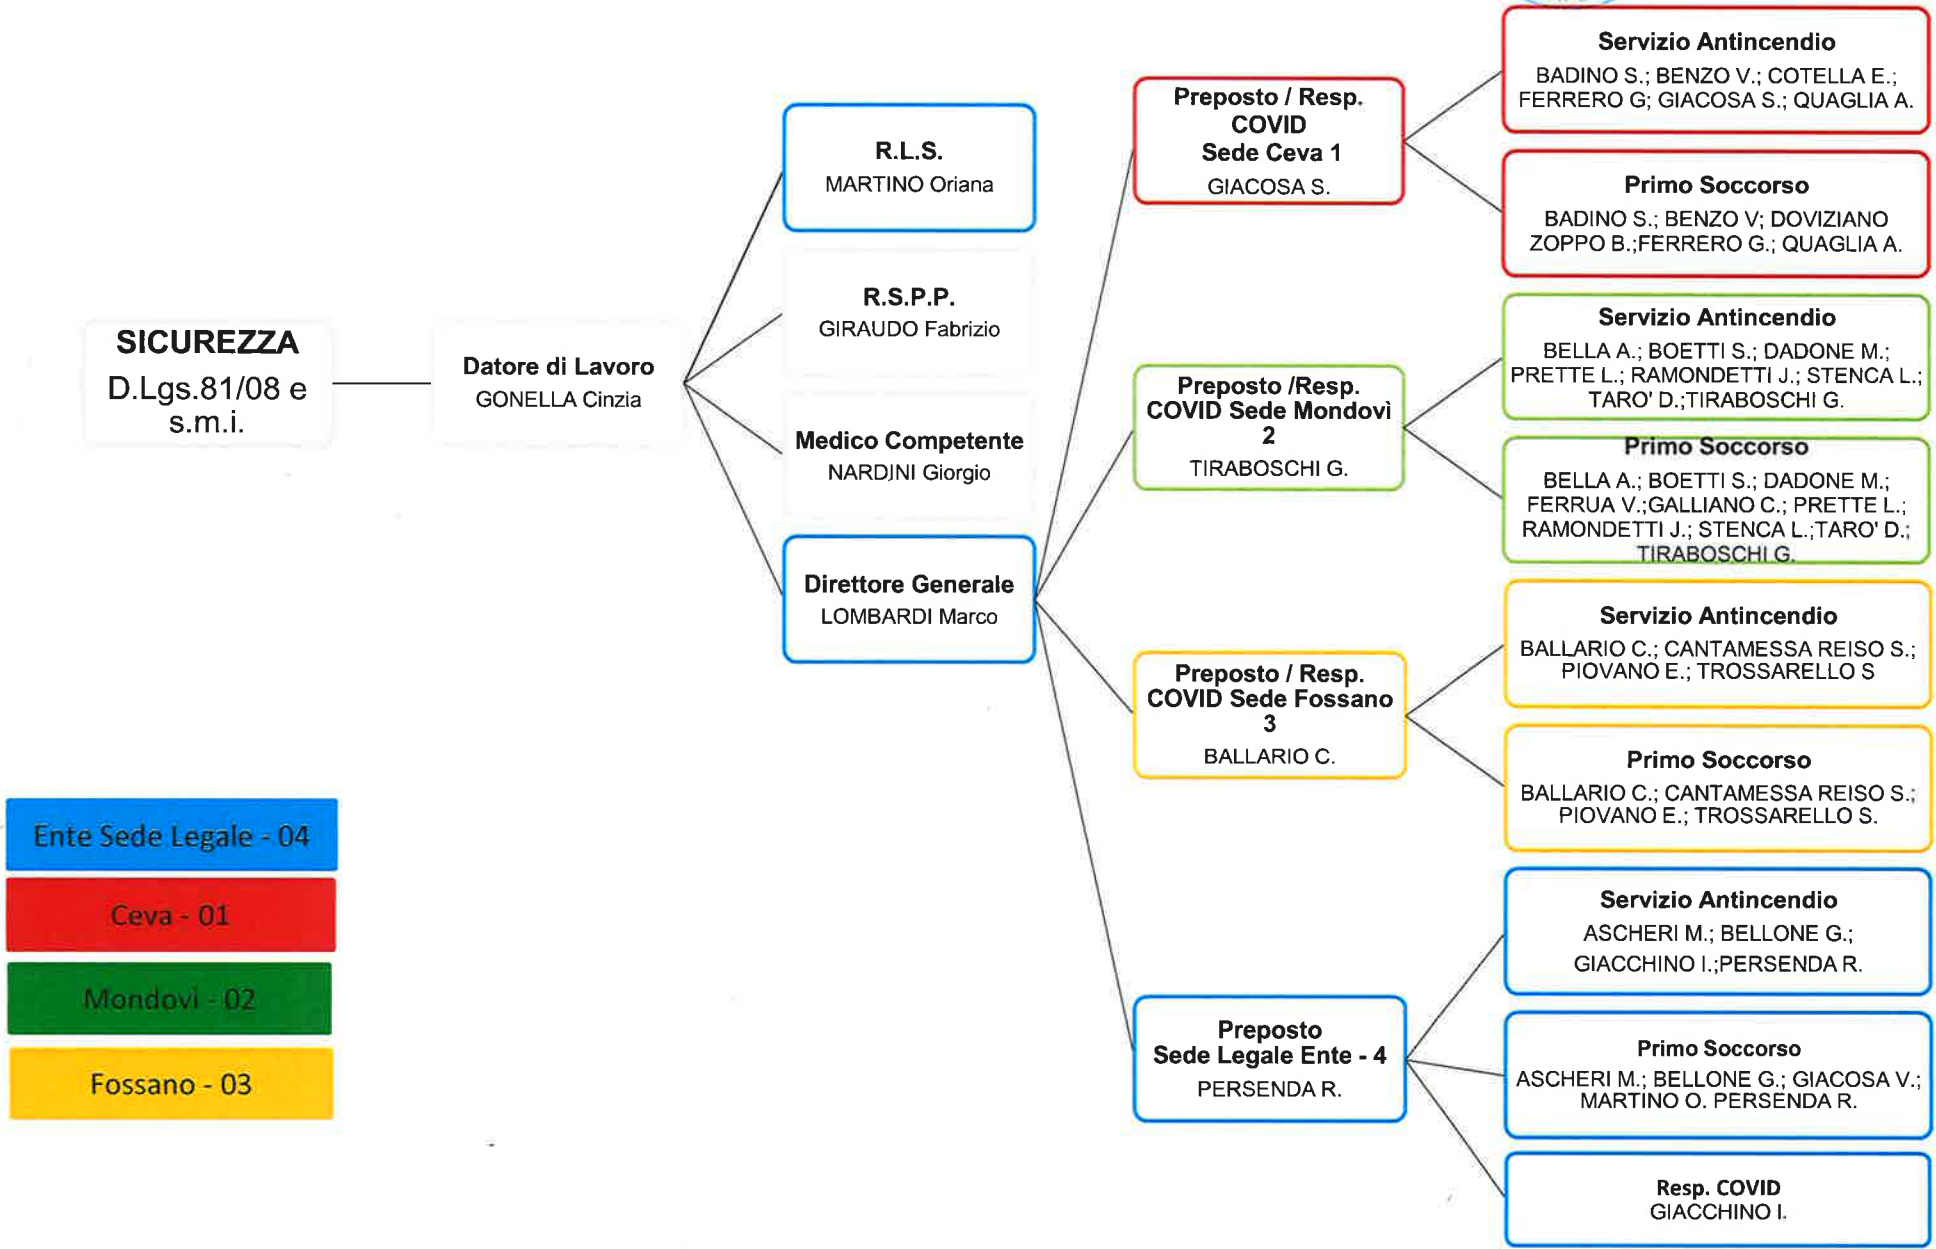 SICUREZZA
D.Lgs.81/08 e
s.m.i.
Datore di Lavoro
GONELLA Cinzia
R.L.S.
MARTINO Oriana
R.S.P.P.
GIRAUDO Fabrizio
Medico Competente
NARDINI Giorgio
Direttore Generale
LOMBARDI Marco
Preposto / Resp.
COVID
Sede Ceva 1
GIACOSA S.
Servizio Antincendio
BADINO S.; BENZO V.; COTELLA E.;
FERRERO G; GIACOSA S.; QUAGLIA A.
Primo Soccorso
BADINO S.; BENZO V; DOVIZIANO
ZOPPO B.;FERRERO G.; QUAGLIA A.
Preposto /Resp.
COVID Sede Mondovì
2
TIRABOSCHI G.
Servizio Antincendio
BELLA A.; BOETTI S.; DADONE M.;
PRETTE L.; RAMONDETTI J.; STENCA L.;
TARO' D.;TIRABOSCHI G.
Primo Soccorso
BELLA A.; BOETTI S.; DADONE M.;
FERRUA V.;GALLIANO C.; PRETTE L.;
RAMONDETTI J.; STENCA L.;TARO' D.;
TIRABOSCHI G.
Preposto / Resp.
COVID Sede Fossano
3
BALLARIO C.
Servizio Antincendio
BALLARIO C.; CANTAMESSA REISO S.;
PIOVANO E.; TROSSARELLO S
Primo Soccorso
BALLARIO C.; CANTAMESSA REISO S.;
PIOVANO E.; TROSSARELLO S.
Preposto
Sede Legale Ente - 4
PERSENDA R.
Servizio Antincendio
ASCHERI M.; BELLONE G.;
GIACCHINO I.;PERSENDA R.
Primo Soccorso
ASCHERI M.; BELLONE G.; GIACOSA V.;
MARTINO O. PERSENDA R.
Resp. COVID
GIACCHINO I.
Ente Sede Legale - 04
Ceva - 01
Mondovì - 02
Fossano - 03